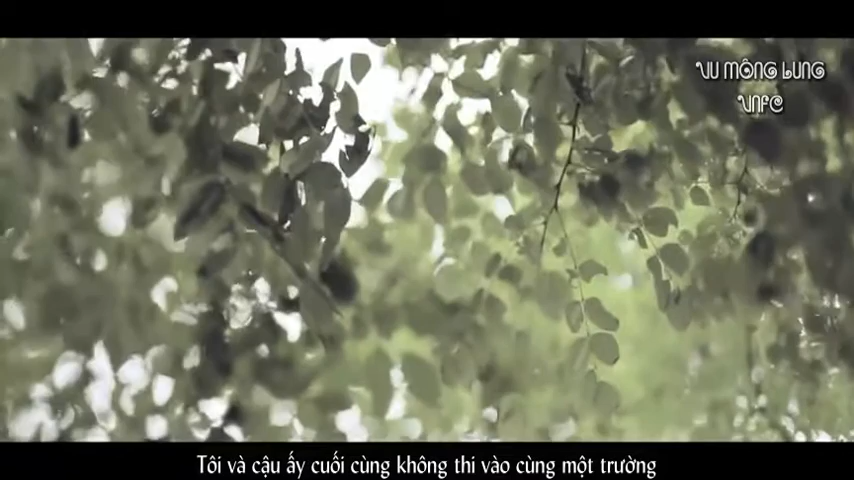 VU MÔNG LUNG
VNFC
Tôi và cậu ấy cuối cùng không thi vào cùng một trường